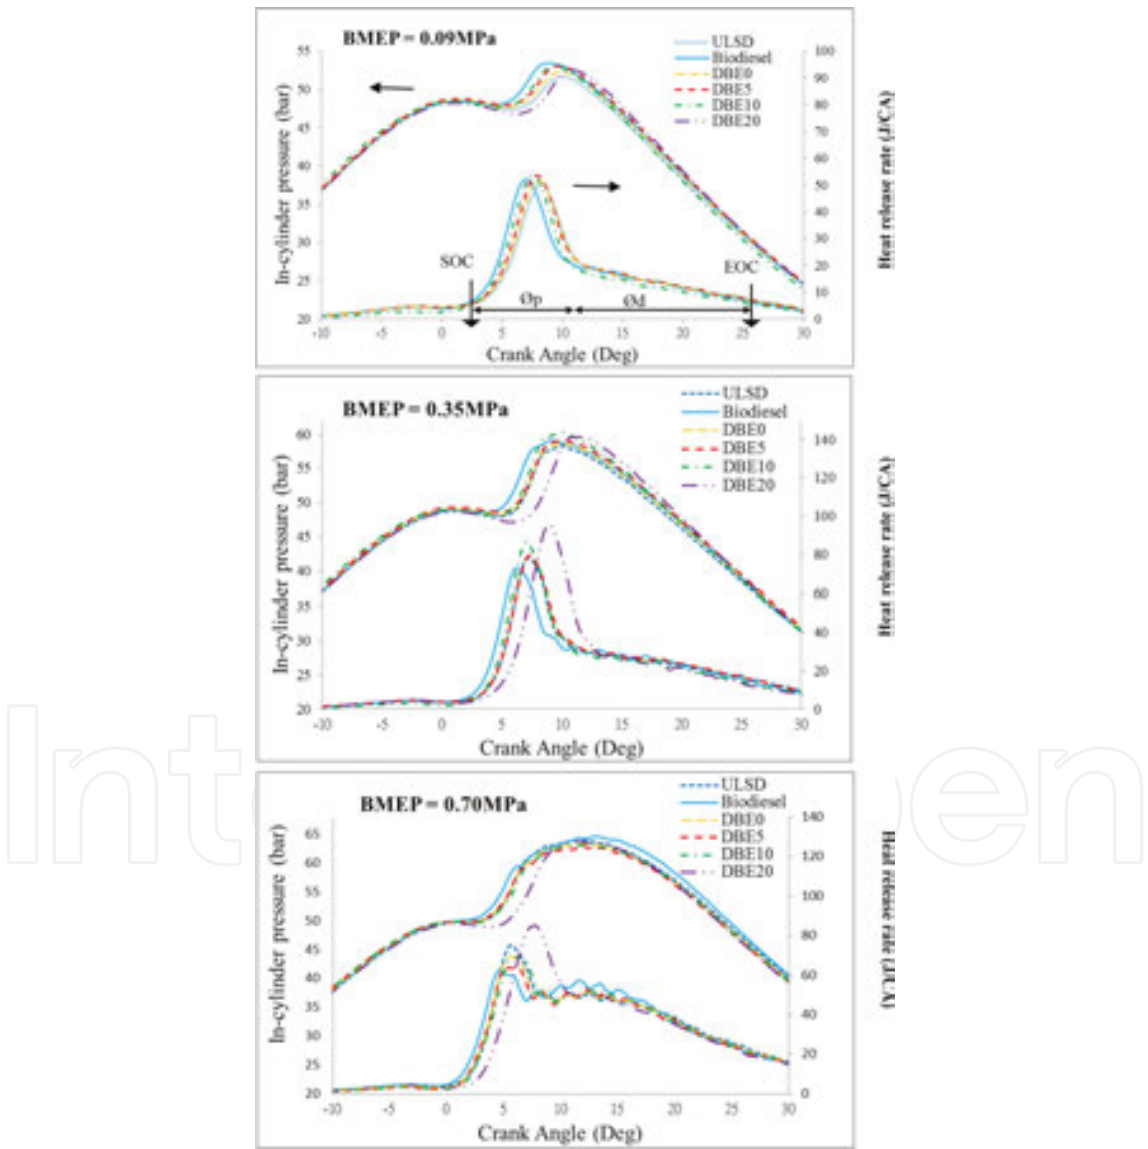 BMEP = 0.09MPa
ULSD
Biodiesel
DBE0
DBE5
DBE10
DBE20
55
50
45
40
35
30
25
20
100
90
80
70
60
50
40
30
20
10
0
In-cylinder pressure (bar)
Heat release rate (J/CA)
SOC
EOC
Øp
Ød
-10 -5 0 5 10 15 20 25 30
Crank Angle (Deg)
BMEP = 0.35MPa
ULSD
Biodiesel
DBE0
DBE5
DBE10
DBE20
60
55
50
45
40
35
30
25
20
140
120
100
80
60
40
20
0
In-cylinder pressure (bar)
Heat release rate (J/CA)
-10 -5 0 5 10 15 20 25 30
Crank Angle (Deg)
BMEP = 0.70MPa
ULSD
Biodiesel
DBE0
DBE5
DBE10
DBE20
65
60
55
50
45
40
35
30
25
20
140
120
100
80
60
40
20
0
In-cylinder pressure (bar)
Heat release rate (J/CA)
-10 -5 0 5 10 15 20 25 30
Crank Angle (Deg)